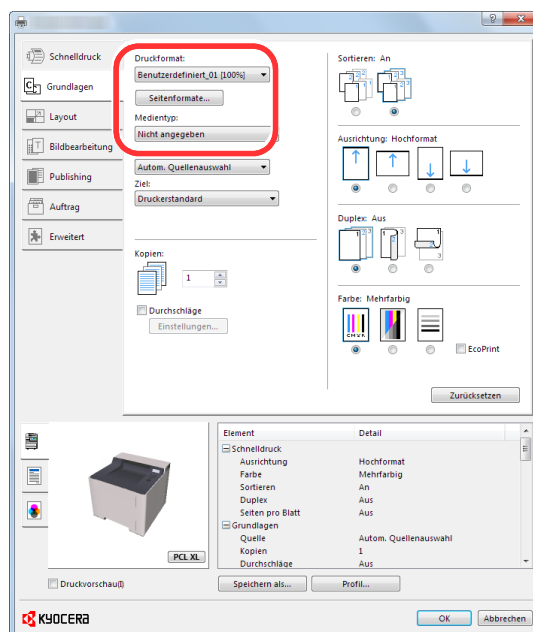 Schnelldruck
Grundlagen
Layout
Bildbearbeitung
Publishing
Auftrag
Erweitert
Druckformat:
Benutzerdefiniert_01 [100%]
Seitenformate...
Medientyp:
Nicht angegeben
Autom. Quellenauswahl
Ziel:
Druckerstandard
Kopien:
1
Durchschläge
Einstellungen...
Sortieren: An
Ausrichtung: Hochformat
Duplex: Aus
Farbe: Mehrfarbig
CMYK
EcoPrint
Zurücksetzen
PCL XL
Druckvorschau(I)
Element Detail
Schnelldruck
Ausrichtung Hochformat
Farbe Mehrfarbig
Sortieren An
Duplex Aus
Seiten pro Blatt Aus
Grundlagen
Quelle Autom. Quellenauswahl
Kopien 1
Durchschläge Aus
Speichern als... Profil...
KYOCERA
OK Abbrechen